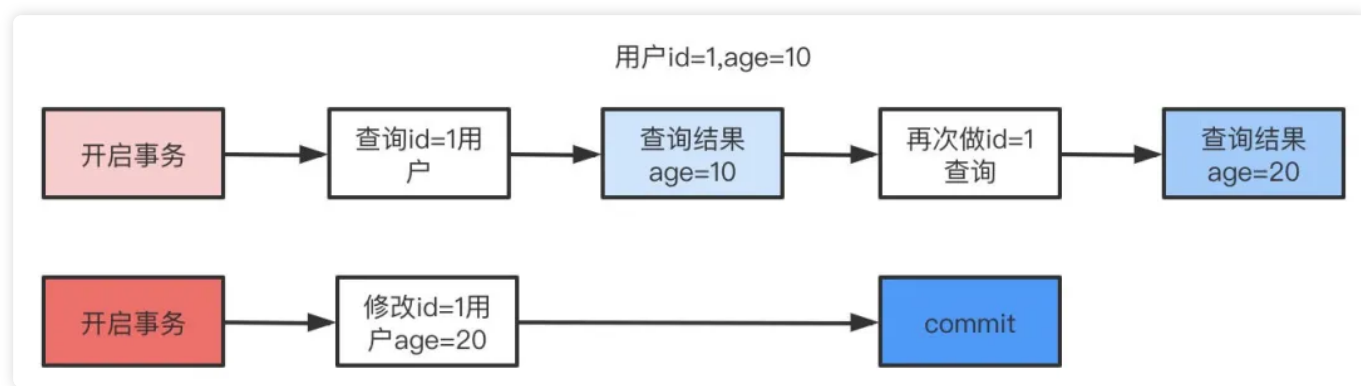 用户id=1,age=10
开启事务
查询id=1用
户
查询结果
age=10
再次做id=1
查询
查询结果
age=20
开启事务
修改id=1用
户age=20
commit